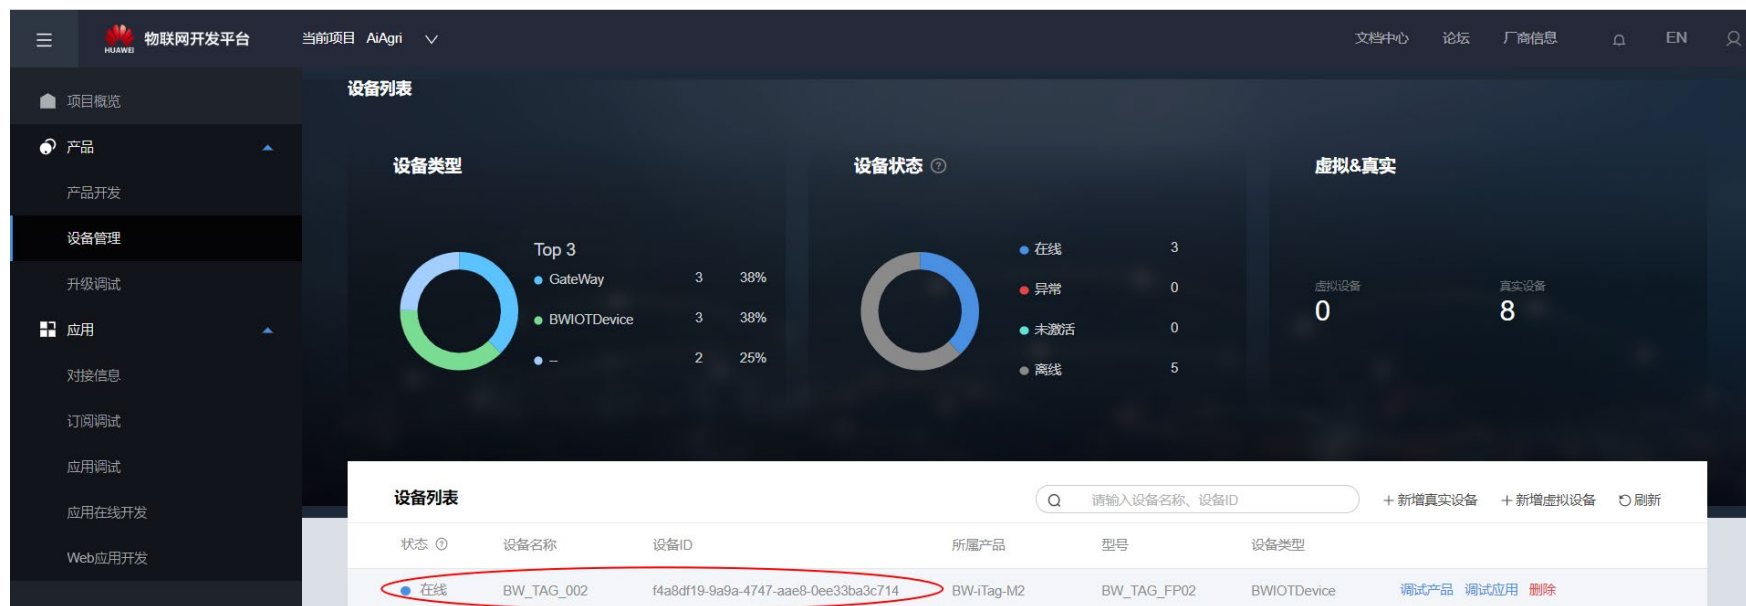 HUAWEI 物联网开发平台 当前项目 AiAgri 文档中心 论坛 厂商信息 EN
项目概览
产品
产品开发
设备管理
升级调试
应用
对接信息
订阅调试
应用调试
应用在线开发
Web应用开发
设备列表
设备类型
Top 3
GateWay 3 38%
BWIOTDevice 3 38%
-- 2 25%
设备状态
在线 3
异常 0
未激活 0
离线 5
虚拟&真实
虚拟设备 真实设备
0 8
设备列表 请输入设备名称、设备ID +新增真实设备 +新增虚拟设备 刷新
状态 设备名称 设备ID 所属产品 型号 设备类型
在线 BW_TAG_002 f4a8df19-9a9a-4747-aae8-0ee33ba3c714 BW-iTag-M2 BW_TAG_FP02 BWIOTDevice 调试产品 调试应用 删除